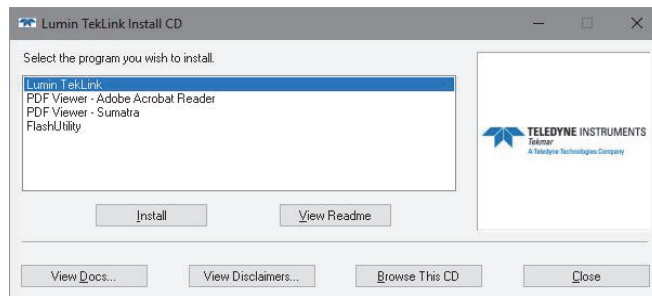 Lumin TekLink Install CD
Select the program you wish to install.
Lumin TekLink
PDF Viewer - Adobe Acrobat Reader
PDF Viewer - Sumatra
FlashUtility
TELEDYNE INSTRUMENTS
Tekmar
A Teledyne Technologies Company
Install
View Readme
View Docs...
View Disclaimers...
Browse This CD
Close